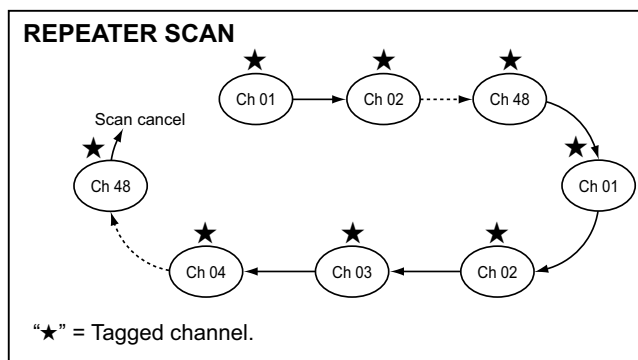 REPEATER SCAN
★
★
★
Ch 01
Ch 02
Ch 48
Scan cancel
★
★
Ch 48
Ch 01
★
★
★
Ch 04
Ch 03
Ch 02
“★” = Tagged channel.